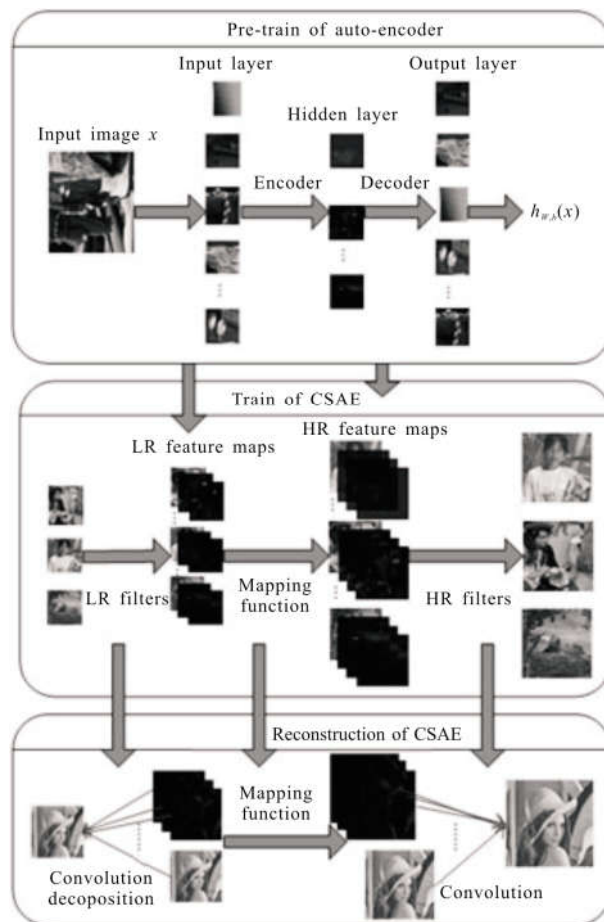 Pre-train of auto-encoder
Input layer
Output layer
Hidden layer
Input image x
Encoder
Decoder
h_{W,b}(x)
Train of CSAE
LR feature maps
HR feature maps
LR filters
Mapping
function
HR filters
Reconstruction of CSAE
Mapping
function
Convolution
decoposition
Convolution